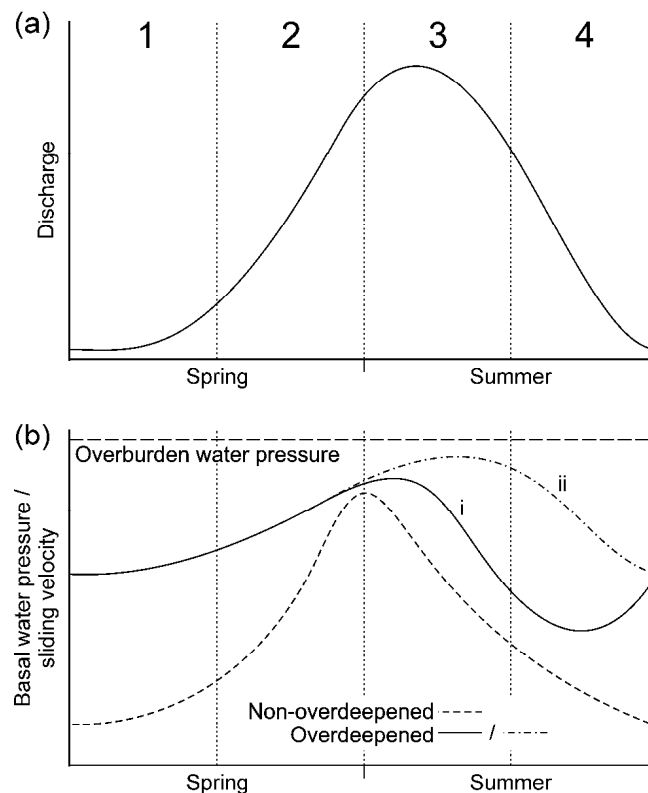 (a)
1 2 3 4
Discharge
Spring Summer
(b)
Overburden water pressure
i
ii
Basal water pressure /
sliding velocity
Non-overdeepened
Overdeepened /
Spring Summer